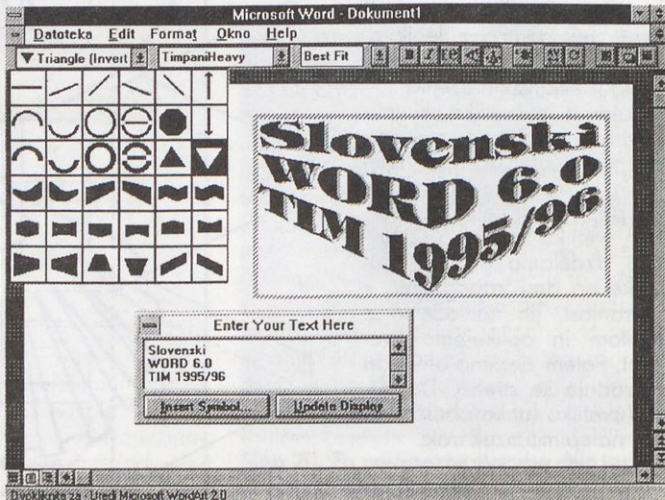 Microsoft Word - Dokument1
Datoteka Edit Format Okno Help
Triangle (Invert TimpaniHeavy Best Fit
Slovenski
WORD 6.0
TIM 1995/96
Enter Your Text Here
Slovenski
WORD 6.0
TIM 1995/96
Insert Symbol... Update Display
Dvokliknite za - Uredi Microsoft WordArt 2.0